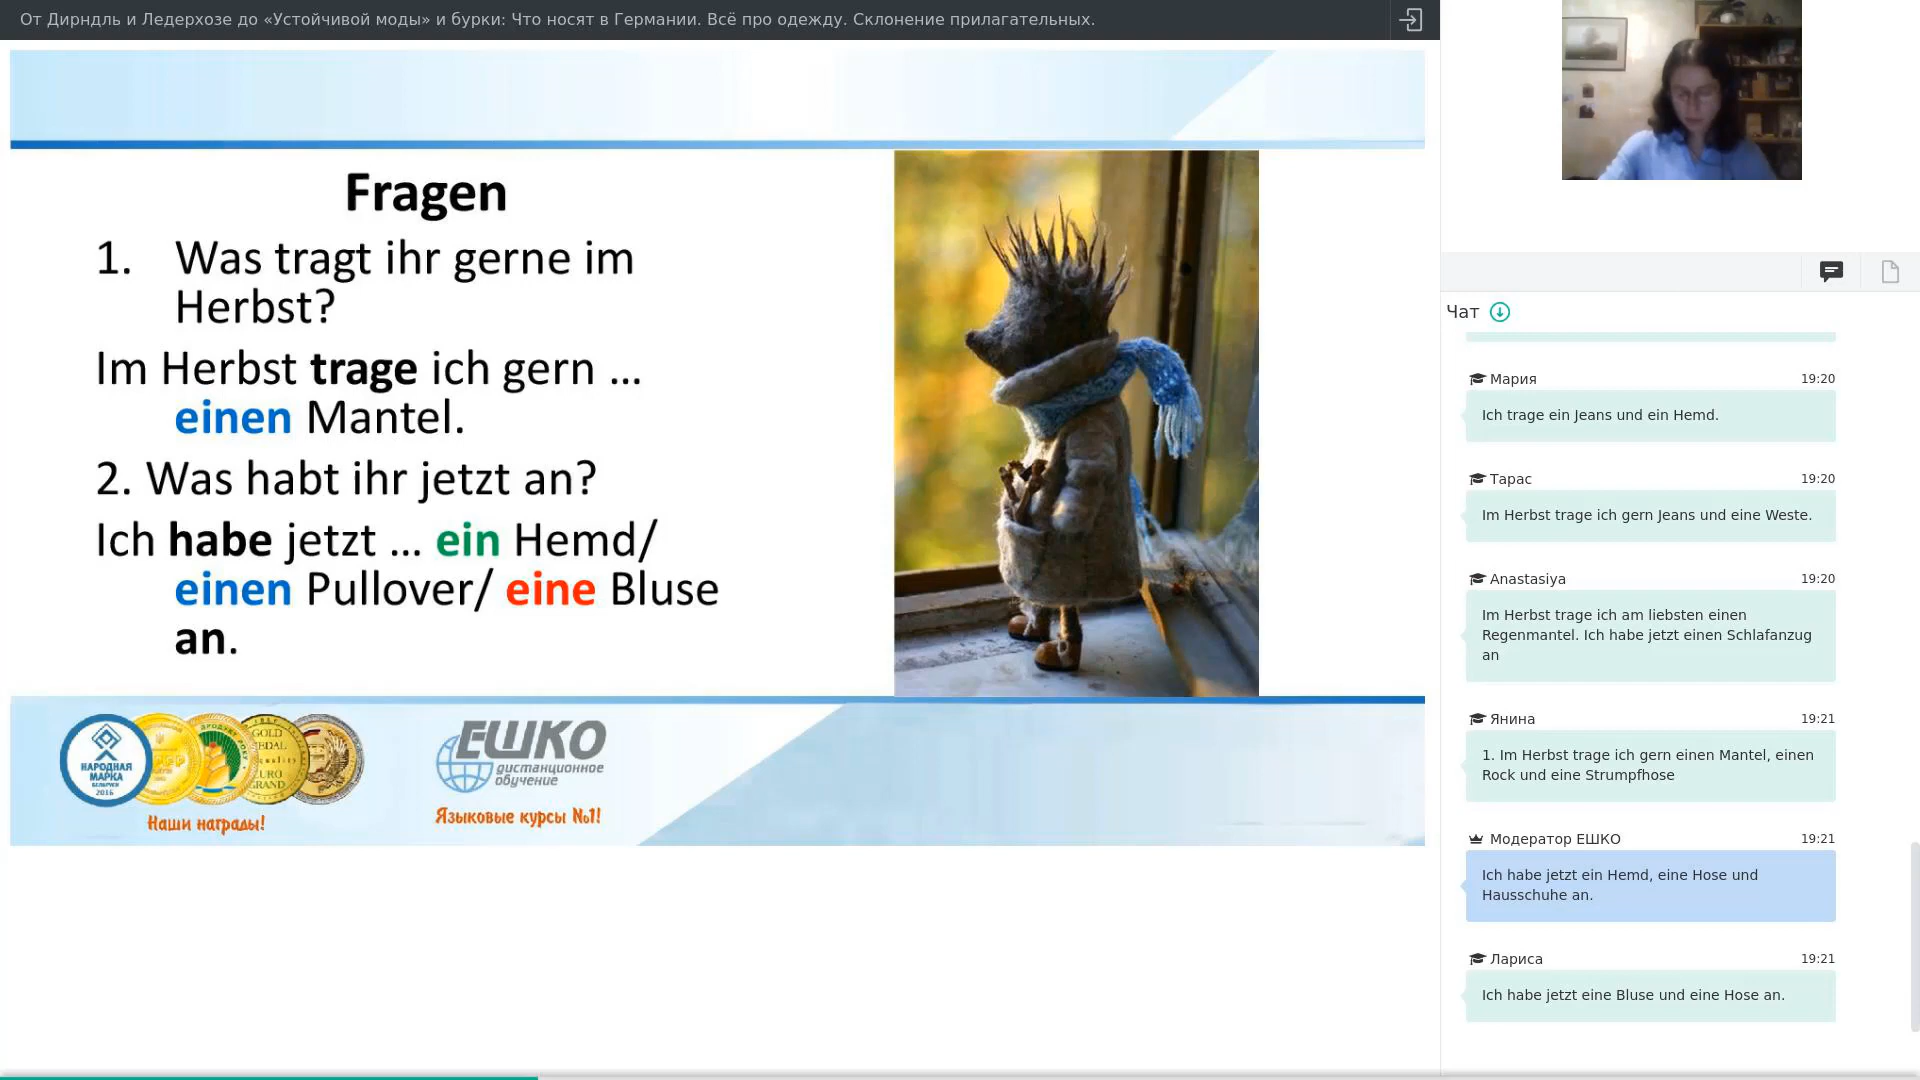 От Дирндль и Ледерхозе до «Устойчивой моды» и бурки: Что носят в Германии. Всё про одежду. Склонение прилагательных.
Fragen
1. Was tragt ihr gerne im
Herbst?
Im Herbst trage ich gern ...
einen Mantel.
2. Was habt ihr jetzt an?
Ich habe jetzt ... ein Hemd/
einen Pullover/ eine Bluse
an.
НАРОДНАЯ
МАРКА
БЕЛАРУСЬ
2016
GOLD
MEDAL
EURO
GRAND
Наши награды!
ЕШКО
дистанционное
обучение
Языковые курсы №1!
Чат
Мария 19:20
Ich trage ein Jeans und ein Hemd.
Тарас 19:20
Im Herbst trage ich gern Jeans und eine Weste.
Anastasiya 19:20
Im Herbst trage ich am liebsten einen
Regenmantel. Ich habe jetzt einen Schlafanzug
an
Янина 19:21
1. Im Herbst trage ich gern einen Mantel, einen
Rock und eine Strumpfhose
Модератор ЕШКО 19:21
Ich habe jetzt ein Hemd, eine Hose und
Hausschuhe an.
Лариса 19:21
Ich habe jetzt eine Bluse und eine Hose an.